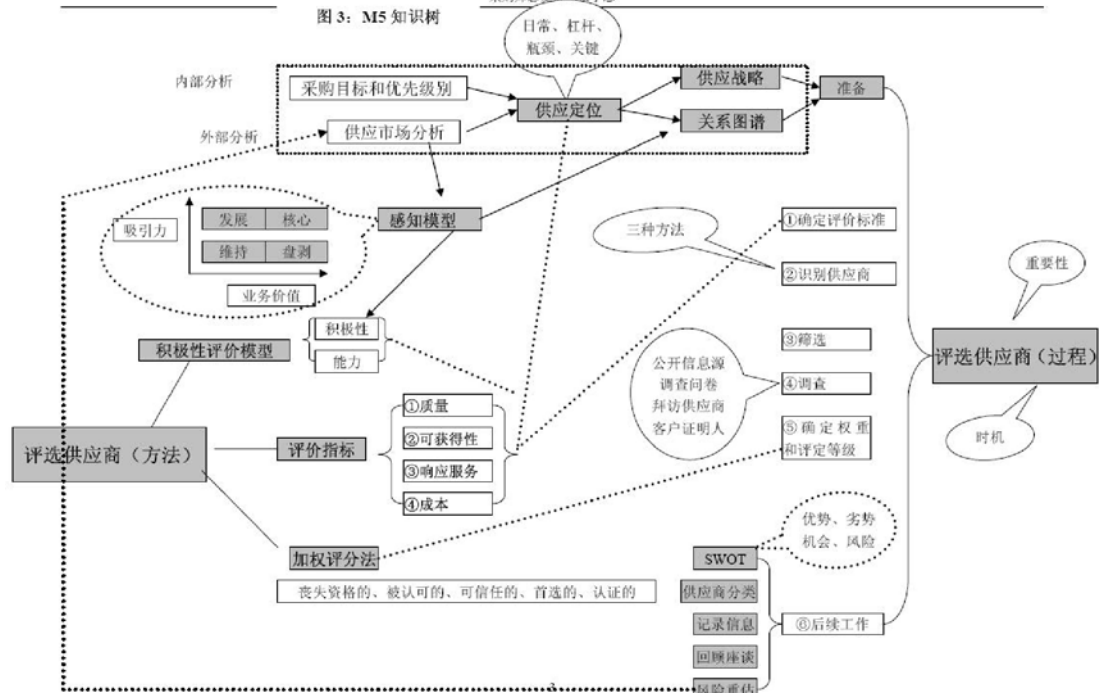 图 3：M5 知识树
日常、杠杆、
瓶颈、关键
内部分析
采购目标和优先级别
供应战略
准备
供应定位
外部分析
供应市场分析
关系图谱
吸引力
发展
核心
感知模型
维持
盘剥
业务价值
三种方法
①确定评价标准
②识别供应商
重要性
积极性评价模型
积极性
能力
③筛选
评选供应商（过程）
公开信息源
调查问卷
拜访供应商
客户证明人
④调查
①质量
②可获得性
③响应服务
④成本
⑤确定权重
和评定等级
时机
评选供应商（方法）
评价指标
加权评分法
优势、劣势
机会、风险
SWOT
丧失资格的、被认可的、可信任的、首选的、认证的
供应商分类
记录信息
⑥后续工作
回顾座谈
风险重估
3